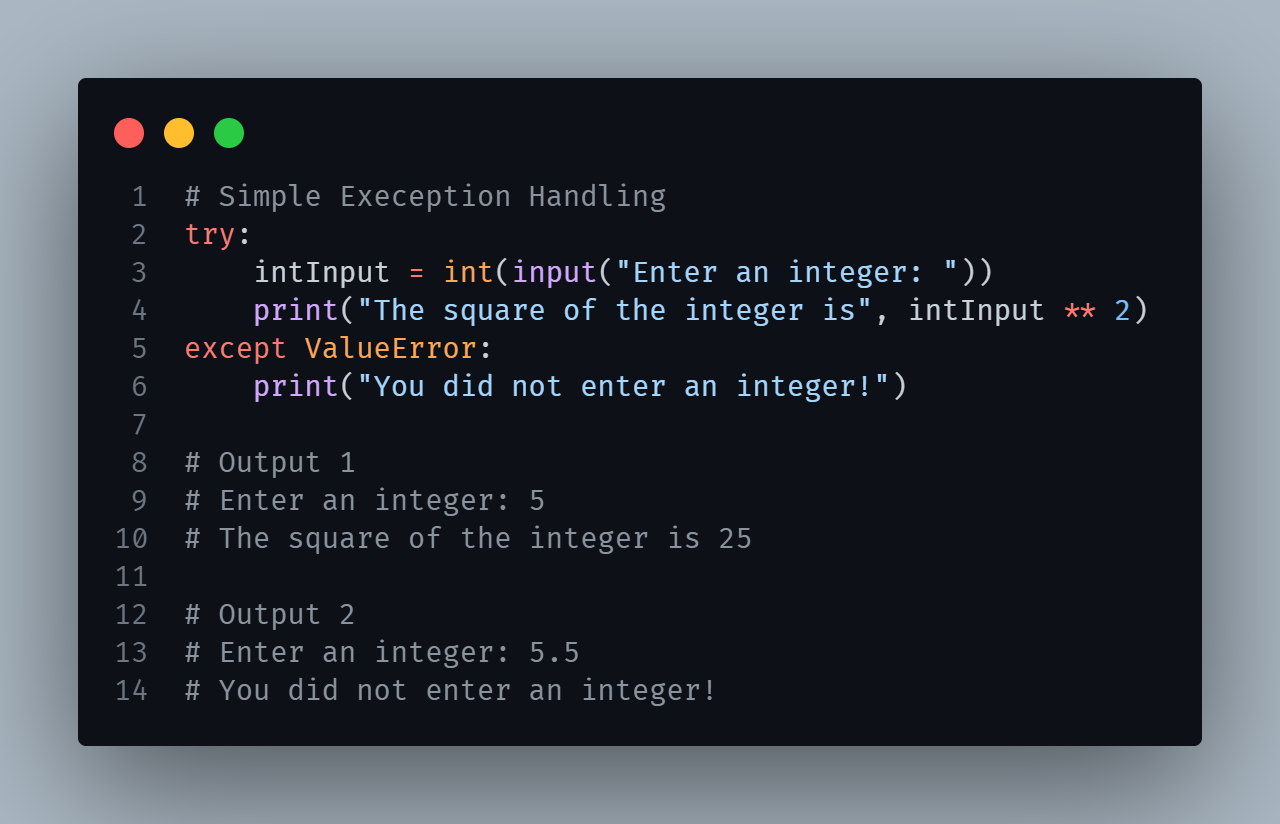 1 # Simple Exeception Handling
2 try:
3     intInput = int(input("Enter an integer: "))
4     print("The square of the integer is", intInput ** 2)
5 except ValueError:
6     print("You did not enter an integer!")
7
8 # Output 1
9 # Enter an integer: 5
10 # The square of the integer is 25
11
12 # Output 2
13 # Enter an integer: 5.5
14 # You did not enter an integer!